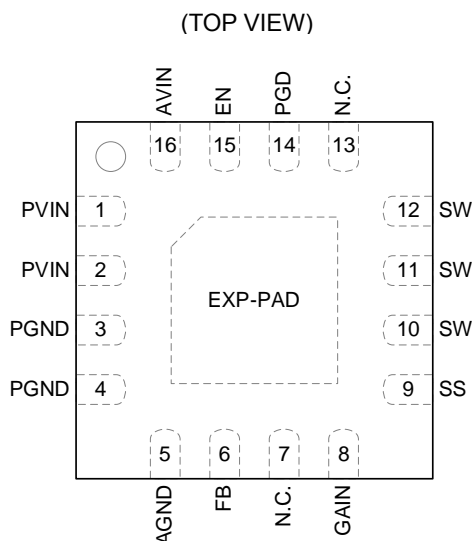 (TOP VIEW)
AVIN
EN
PGD
N.C.
16
15
14
13
PVIN 1
12 SW
PVIN 2
11 SW
EXP-PAD
PGND 3
10 SW
PGND 4
9 SS
5
6
7
8
AGND
FB
N.C.
GAIN